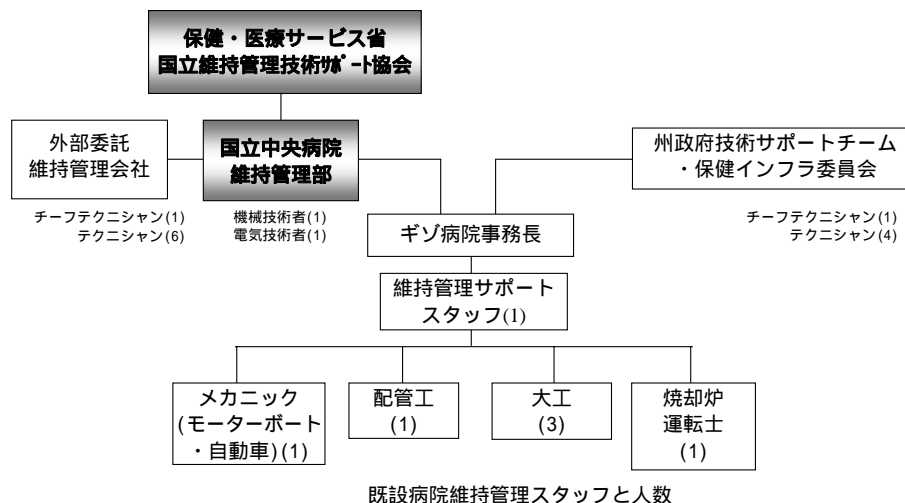 保健・医療サービス省
国立維持管理技術ｻﾎﾟｰﾄ協会
外部委託
維持管理会社
国立中央病院
維持管理部
州政府技術サポートチーム
・保健インフラ委員会
チーフテクニシャン(1)
テクニシャン(6)
機械技術者(1)
電気技術者(1)
チーフテクニシャン(1)
テクニシャン(4)
ギゾ病院事務長
維持管理サポート
スタッフ(1)
メカニック
(モーターボート
・自動車)(1)
配管工
(1)
大工
(3)
焼却炉
運転士
(1)
既設病院維持管理スタッフと人数